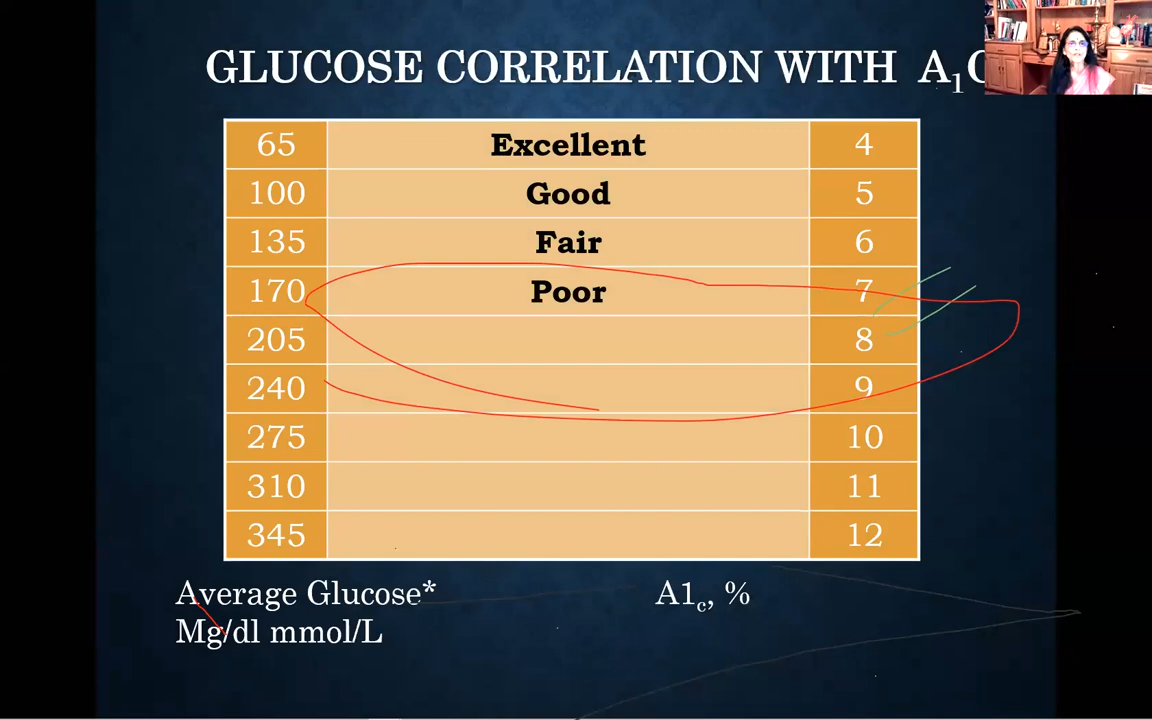 GLUCOSE CORRELATION WITH A1C
65 Excellent 4
100 Good 5
135 Fair 6
170 Poor 7
205 8
240 9
275 10
310 11
345 12
Average Glucose* A1c, %
Mg/dl mmol/L